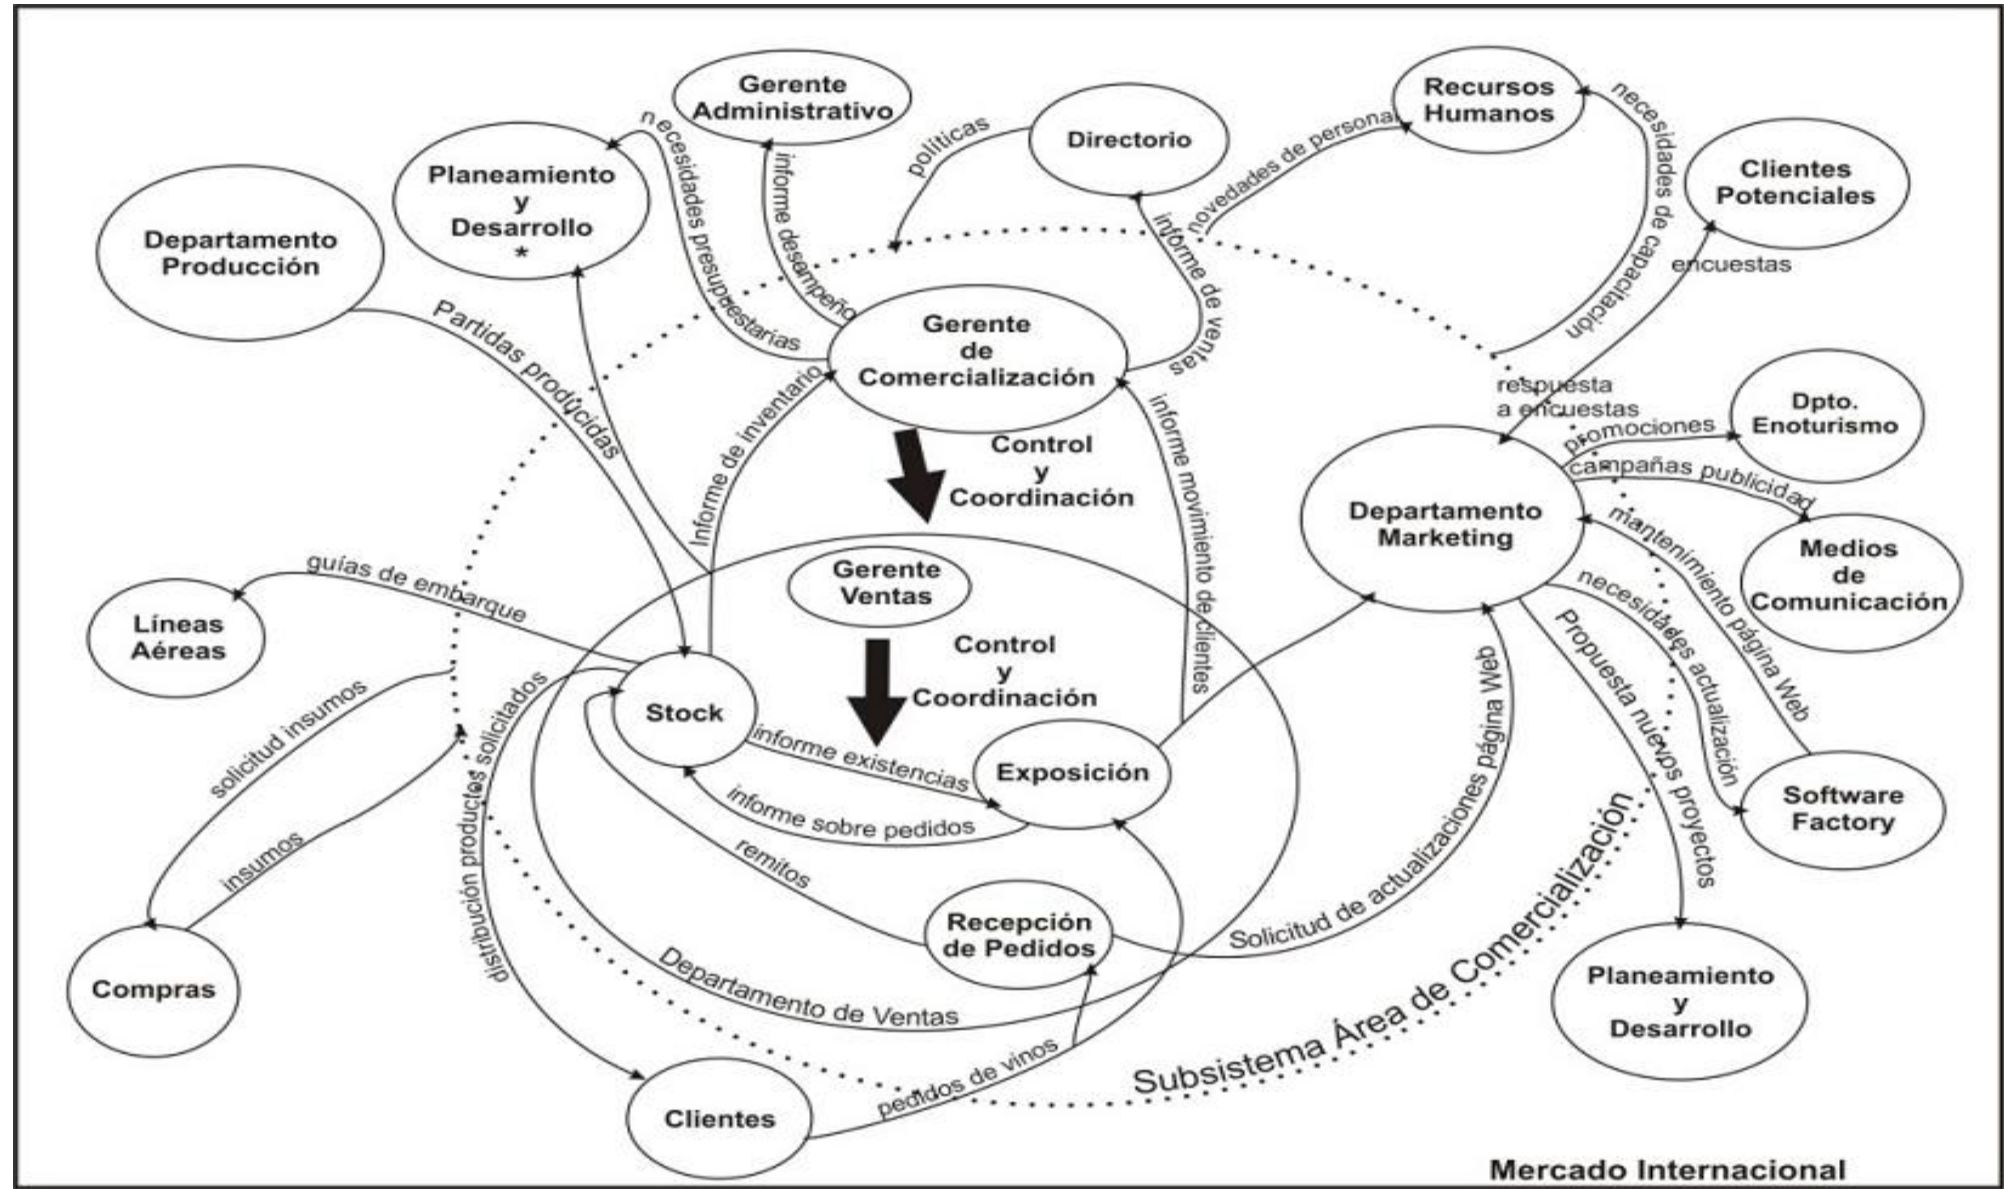 Gerente
Administrativo
Recursos
Humanos
Directorio
Planeamiento
y
Desarrollo
*
Departamento
Producción
Clientes
Potenciales
necesidades presupuestarias
informe desempeño
políticas
informe de ventas
novedades de personal
necesidades de capacitación
encuestas
respuesta
a encuestas
Partidas producidas
Gerente
de
Comercialización
Informe de inventario
Control
y
Coordinación
informe movimiento de clientes
Departamento
Marketing
promociones
Dpto.
Enoturismo
campañas publicidad
Medios
de
Comunicación
mantenimiento página Web
necesidades actualización
Propuesta nuevos proyectos
Software
Factory
Planeamiento
y
Desarrollo
guías de embarque
Líneas
Aéreas
Gerente
Ventas
Control
y
Coordinación
Stock
informe existencias
Exposición
informe sobre pedidos
remitos
Recepción
de Pedidos
Solicitud de actualizaciones página Web
solicitud insumos
insumos
Compras
distribución productos solicitados
Departamento de Ventas
pedidos de vinos
Clientes
Subsistema Área de Comercialización
Mercado Internacional